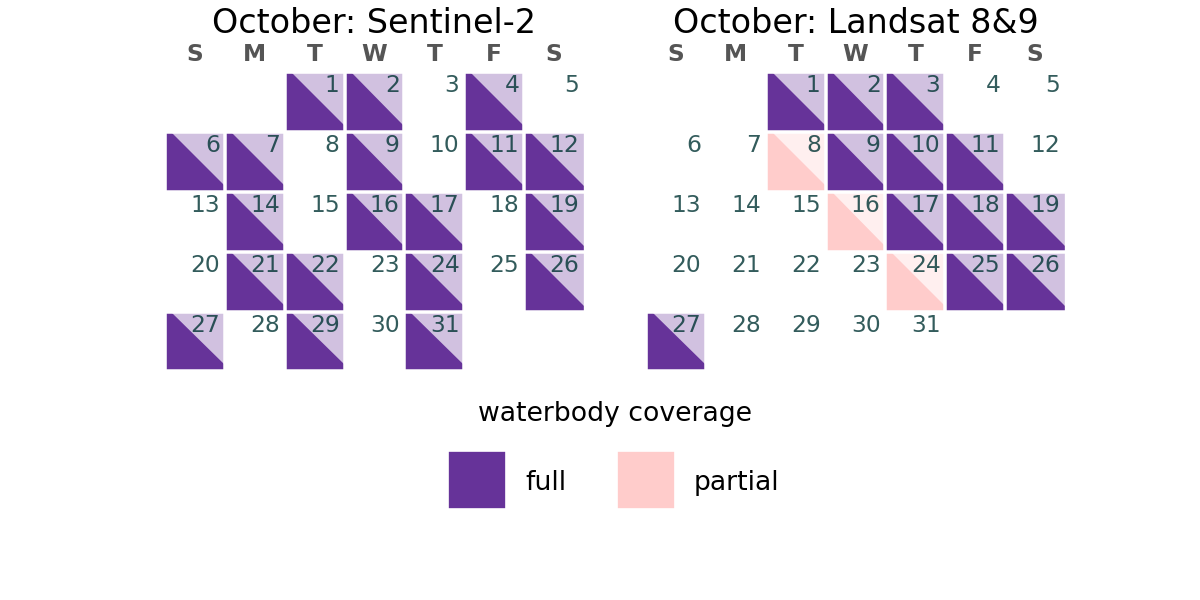 October: Sentinel-2
S M T W T F S
1 2 3 4 5
6 7 8 9 10 11 12
13 14 15 16 17 18 19
20 21 22 23 24 25 26
27 28 29 30 31
October: Landsat 8&9
S M T W T F S
1 2 3 4 5
6 7 8 9 10 11 12
13 14 15 16 17 18 19
20 21 22 23 24 25 26
27 28 29 30 31
waterbody coverage
full partial